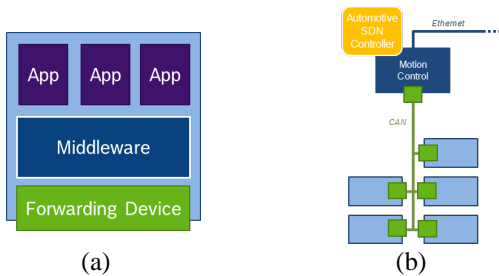 App App App
Middleware
Forwarding Device
(a)
Automotive
SDN
Controller
Ethernet
Motion
Control
CAN
(b)